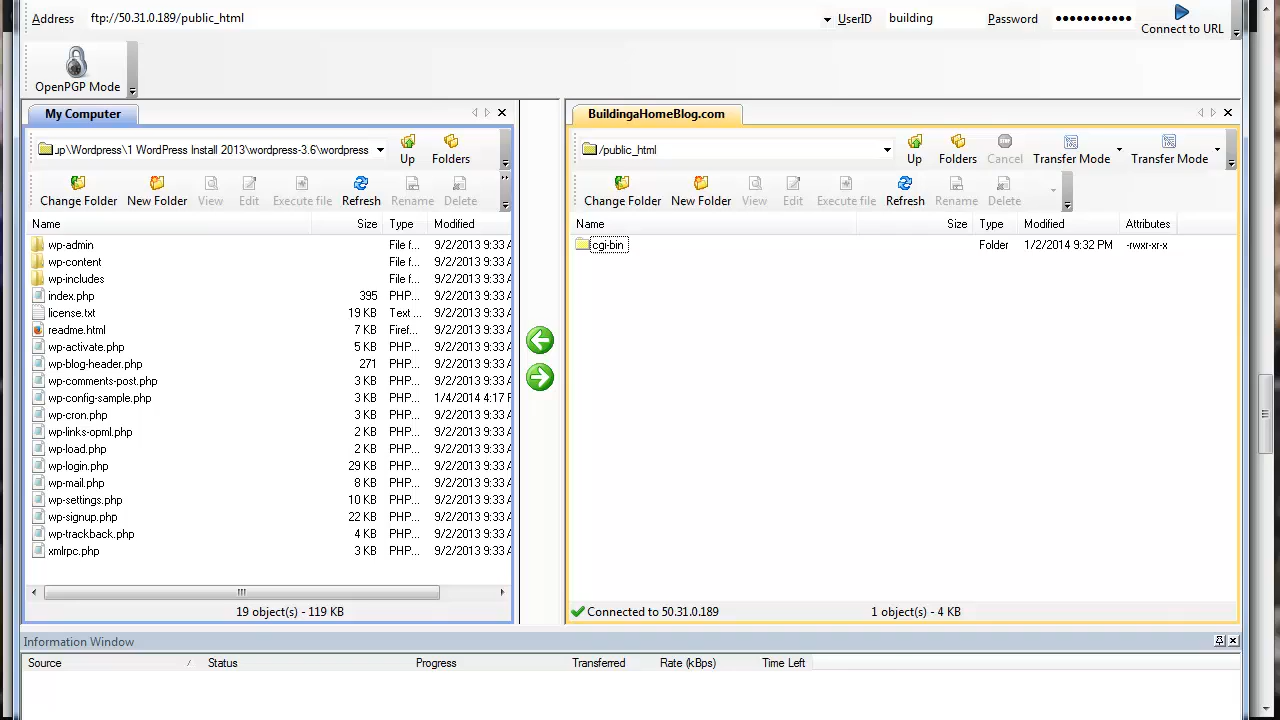 Address ftp://50.31.0.189/public_html UserID building Password ●●●●●●●●●●● Connect to URL
OpenPGP Mode
My Computer
up\Wordpress\1 WordPress Install 2013\wordpress-3.6\wordpress Up Folders
Change Folder New Folder View Edit Execute file Refresh Rename Delete
Name Size Type Modified
wp-admin File f... 9/2/2013 9:33 A
wp-content File f... 9/2/2013 9:33 A
wp-includes File f... 9/2/2013 9:33 A
index.php 395 PHP... 9/2/2013 9:33 A
license.txt 19 KB Text ... 9/2/2013 9:33 A
readme.html 7 KB Firef... 9/2/2013 9:33 A
wp-activate.php 5 KB PHP... 9/2/2013 9:33 A
wp-blog-header.php 271 PHP... 9/2/2013 9:33 A
wp-comments-post.php 3 KB PHP... 9/2/2013 9:33 A
wp-config-sample.php 3 KB PHP... 1/4/2014 4:17 P
wp-cron.php 3 KB PHP... 9/2/2013 9:33 A
wp-links-opml.php 2 KB PHP... 9/2/2013 9:33 A
wp-load.php 2 KB PHP... 9/2/2013 9:33 A
wp-login.php 29 KB PHP... 9/2/2013 9:33 A
wp-mail.php 8 KB PHP... 9/2/2013 9:33 A
wp-settings.php 10 KB PHP... 9/2/2013 9:33 A
wp-signup.php 22 KB PHP... 9/2/2013 9:33 A
wp-trackback.php 4 KB PHP... 9/2/2013 9:33 A
xmlrpc.php 3 KB PHP... 9/2/2013 9:33 A
19 object(s) - 119 KB
BuildingaHomeBlog.com
/public_html Up Folders Cancel Transfer Mode Transfer Mode
Change Folder New Folder View Edit Execute file Refresh Rename Delete
Name Size Type Modified Attributes
cgi-bin Folder 1/2/2014 9:32 PM -rwxr-xr-x
Connected to 50.31.0.189 1 object(s) - 4 KB
Information Window
Source Status Progress Transferred Rate (kBps) Time Left